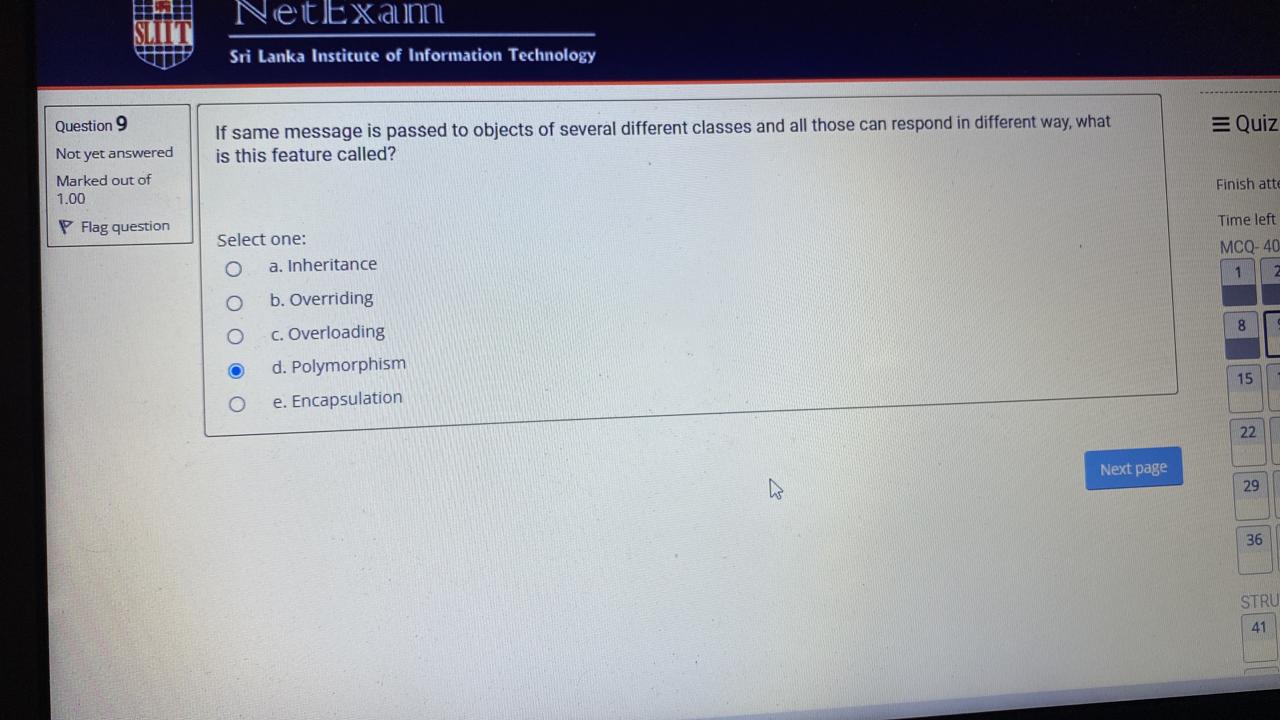 SLIIT
NetExam
Sri Lanka Institute of Information Technology
Question 9
Not yet answered
Marked out of
1.00
Flag question
If same message is passed to objects of several different classes and all those can respond in different way, what
is this feature called?
Select one:
a. Inheritance
b. Overriding
c. Overloading
d. Polymorphism
e. Encapsulation
Next page
Quiz
Finish
Time left
MCQ- 40
1
2
8
15
22
29
36
41